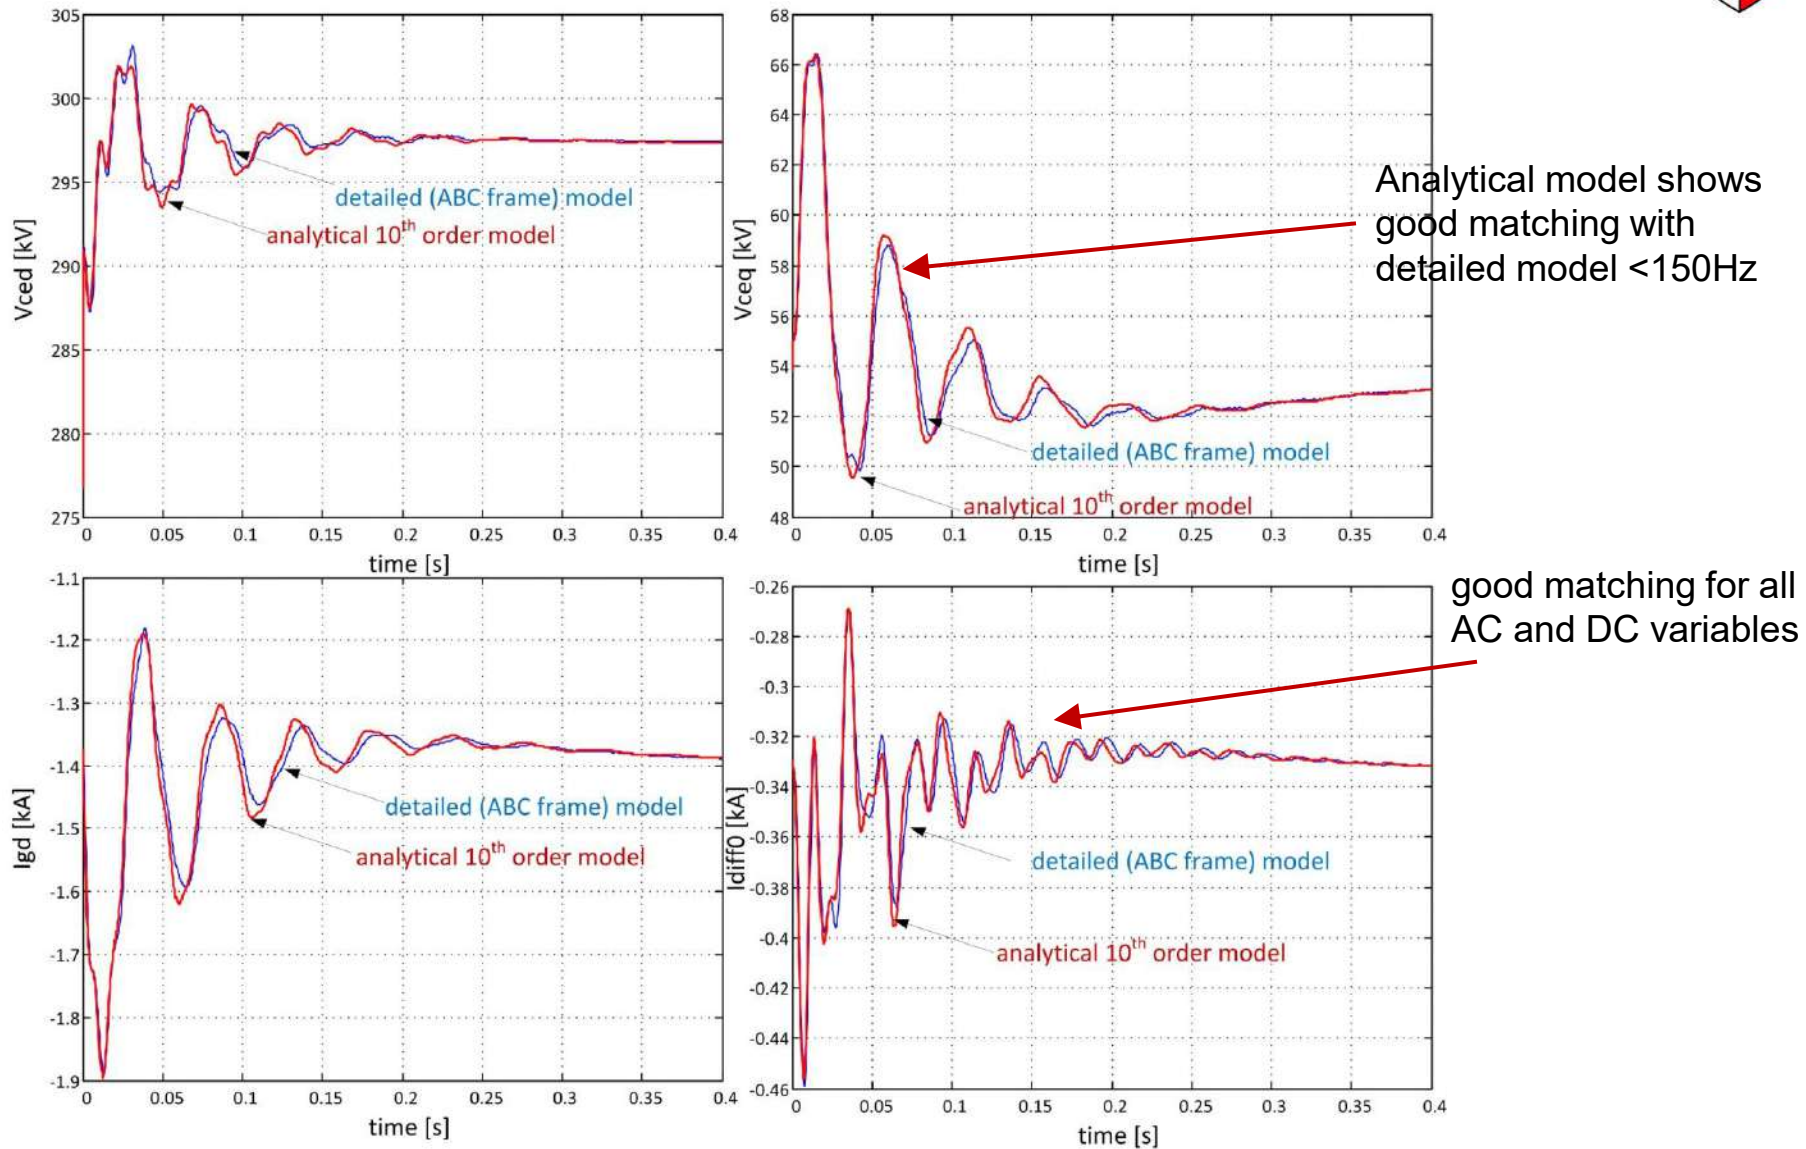 305
300
295
290
285
280
275
Vced [kV]
detailed (ABC frame) model
analytical 10th order model
0 0.05 0.1 0.15 0.2 0.25 0.3 0.35 0.4
time [s]
68
66
64
62
60
58
56
54
52
50
48
Vceq [kV]
detailed (ABC frame) model
analytical 10th order model
0 0.05 0.1 0.15 0.2 0.25 0.3 0.35 0.4
time [s]
Analytical model shows
good matching with
detailed model <150Hz
-1.1
-1.2
-1.3
-1.4
-1.5
-1.6
-1.7
-1.8
-1.9
Igd [kA]
detailed (ABC frame) model
analytical 10th order model
0 0.05 0.1 0.15 0.2 0.25 0.3 0.35 0.4
time [s]
-0.26
-0.28
-0.3
-0.32
-0.34
-0.36
-0.38
-0.4
-0.42
-0.44
-0.46
Idiff0 [kA]
detailed (ABC frame) model
analytical 10th order model
0 0.05 0.1 0.15 0.2 0.25 0.3 0.35 0.4
time [s]
good matching for all
AC and DC variables